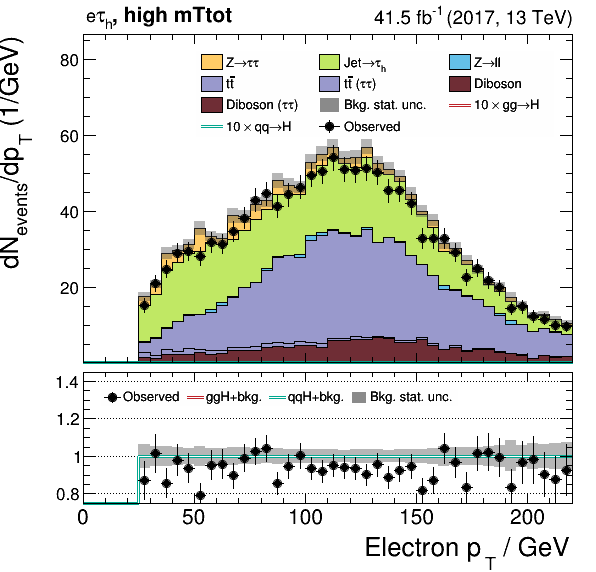 eτh, high mTtot
41.5 fb-1 (2017, 13 TeV)
dNevents/dpT (1/GeV)
Z→ττ
Jet→τh
Z→ll
tt̄
tt̄ (ττ)
Diboson
Diboson (ττ)
Bkg. stat. unc.
10 × gg→H
10 × qq→H
Observed
80
60
40
20
Observed
ggH+bkg.
qqH+bkg.
Bkg. stat. unc.
1.4
1.2
1
0.8
0
50
100
150
200
Electron pT / GeV